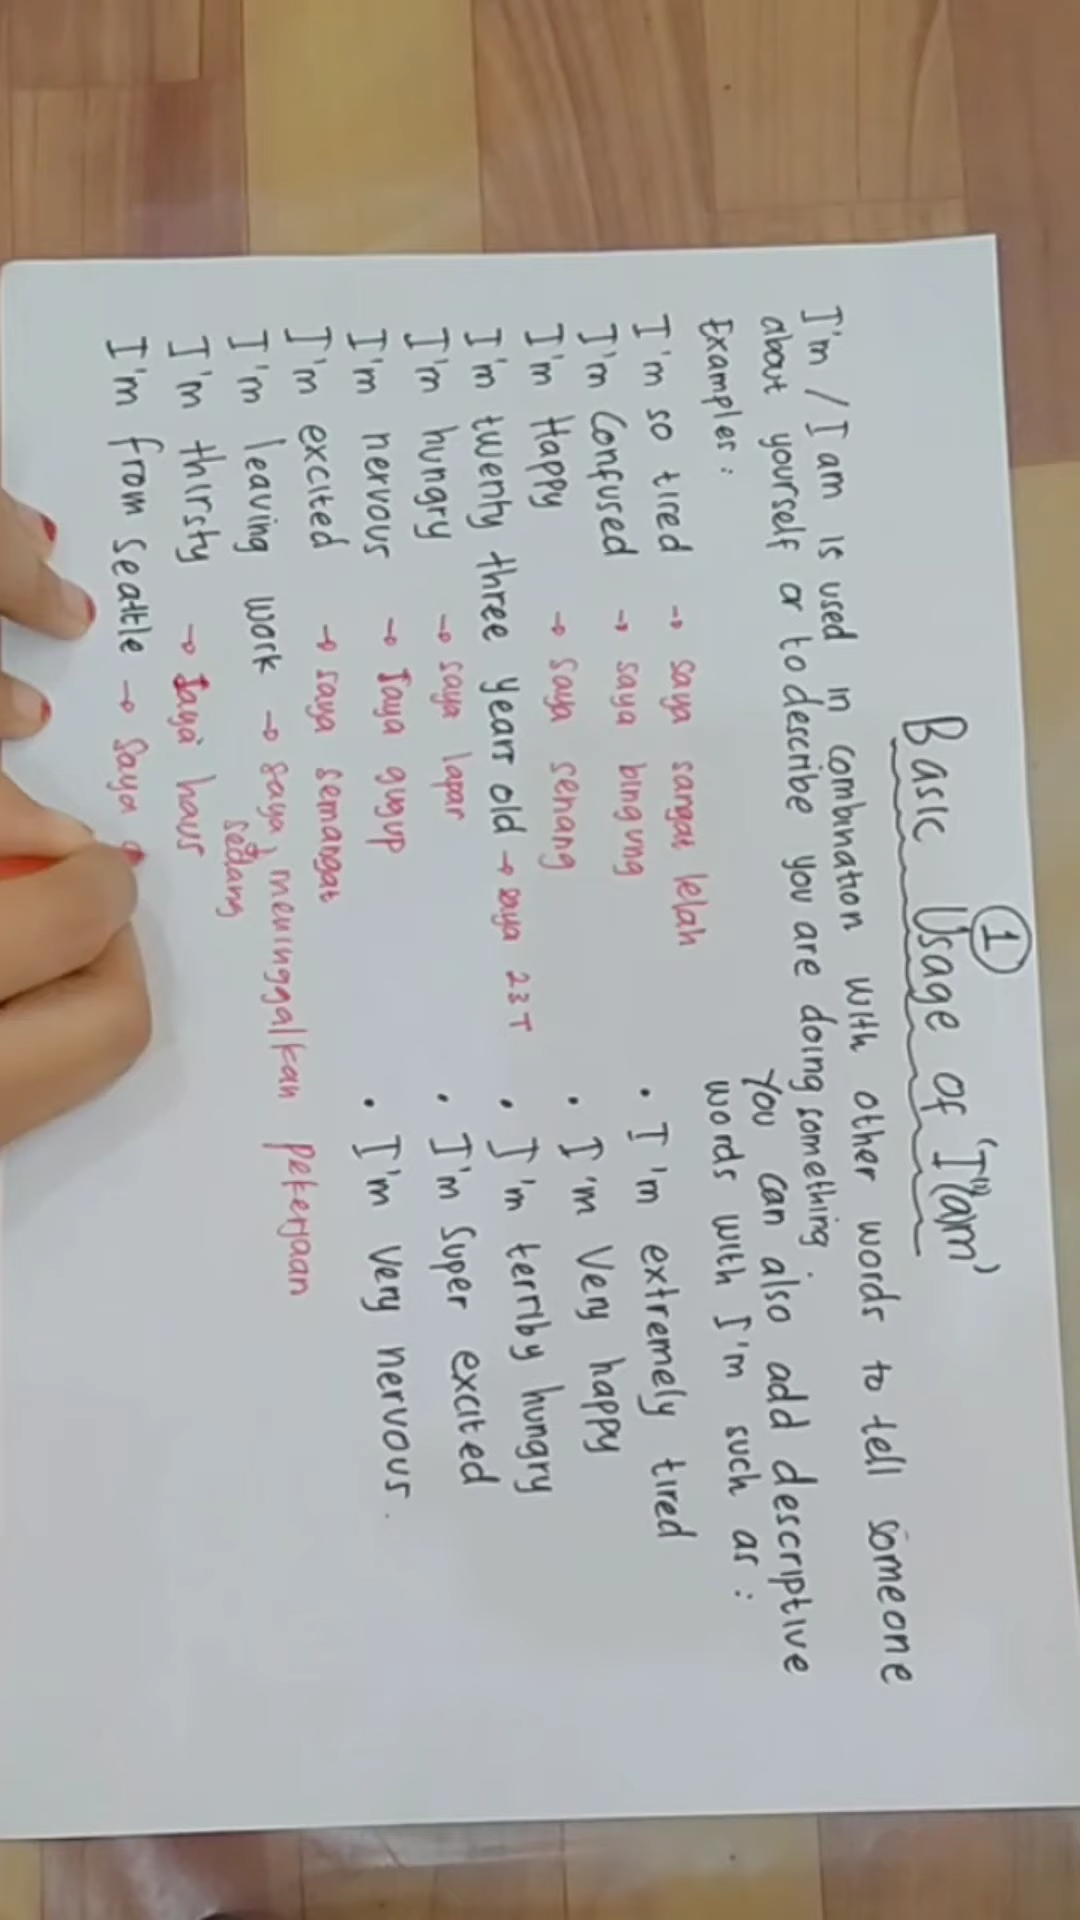 1
Basic Usage of 'I'(am)'
I'm / I am is used in combination with other words to tell someone
about yourself or to describe you are doing something.
Examples:
I'm so tired → saya sangat lelah
I'm Confused → saya bingung
I'm Happy → saya senang
I'm twenty three years old → saya 23T
I'm hungry → saya lapar
I'm nervous → saya gugup
I'm excited → saya semangat
I'm leaving work → saya meninggalkan pekerjaan
sedang
I'm thirsty → saya haus
I'm from Seattle → saya
You can also add descriptive
words with I'm such as:
• I'm extremely tired
• I'm Very happy
• I'm terriby hungry
• I'm Super excited
• I'm Very nervous.